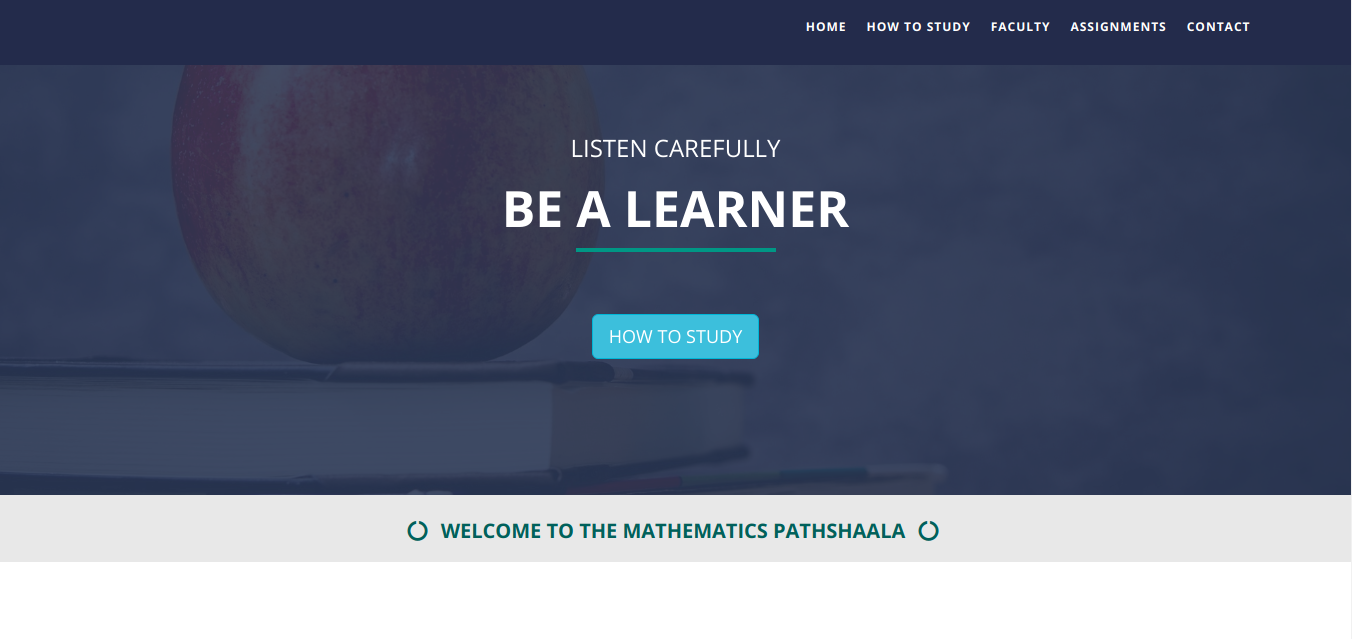 HOME HOW TO STUDY FACULTY ASSIGNMENTS CONTACT
LISTEN CAREFULLY
BE A LEARNER
HOW TO STUDY
WELCOME TO THE MATHEMATICS PATHSHAALA